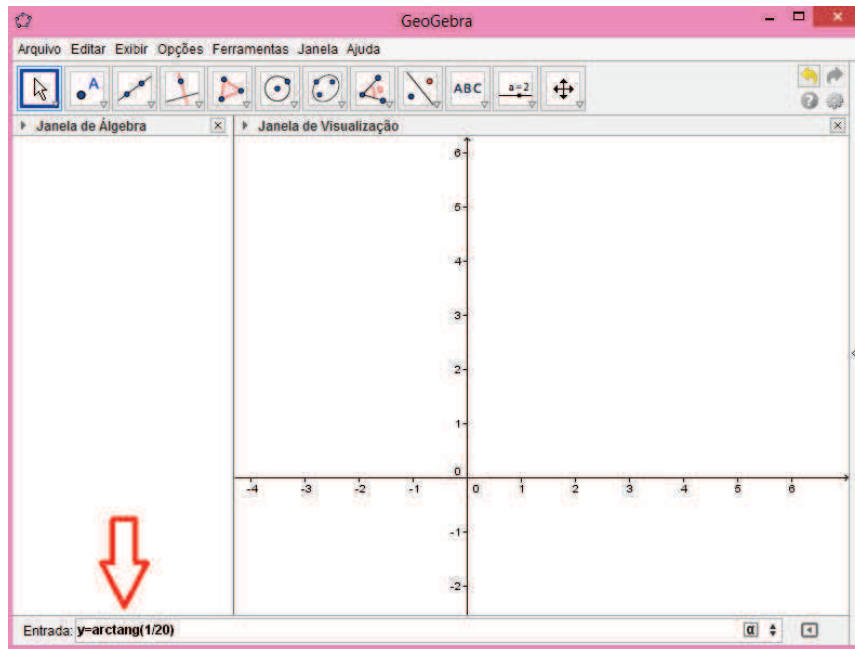 GeoGebra
Arquivo Editar Exibir Opções Ferramentas Janela Ajuda
A ABC a=2
Janela de Álgebra
Janela de Visualização
6
5
4
3
2
1
0
-4 -3 -2 -1 0 1 2 3 4 5 6
-1
-2
Entrada: y=arctang(1/20) α